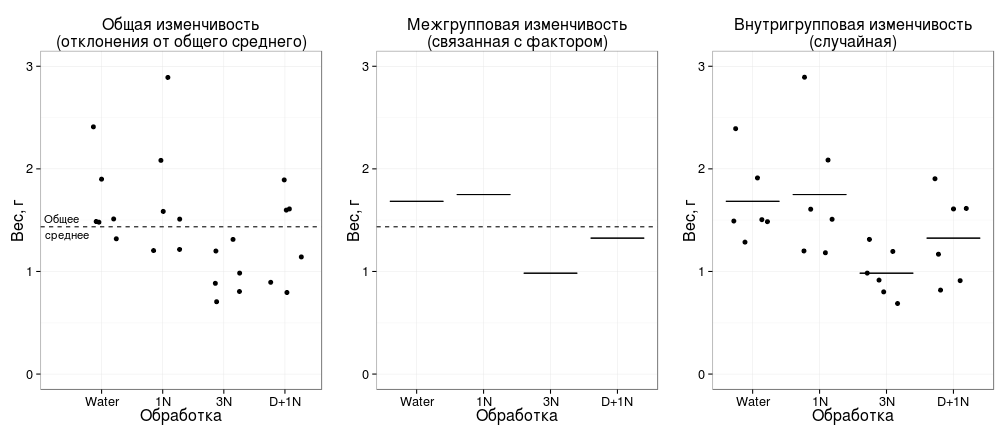 Общая изменчивость
(отклонения от общего среднего)
Вес, г
3
2
1
0
Общее
среднее
Water 1N 3N D+1N
Обработка
Межгрупповая изменчивость
(связанная с фактором)
Вес, г
3
2
1
0
Water 1N 3N D+1N
Обработка
Внутригрупповая изменчивость
(случайная)
Вес, г
3
2
1
0
Water 1N 3N D+1N
Обработка